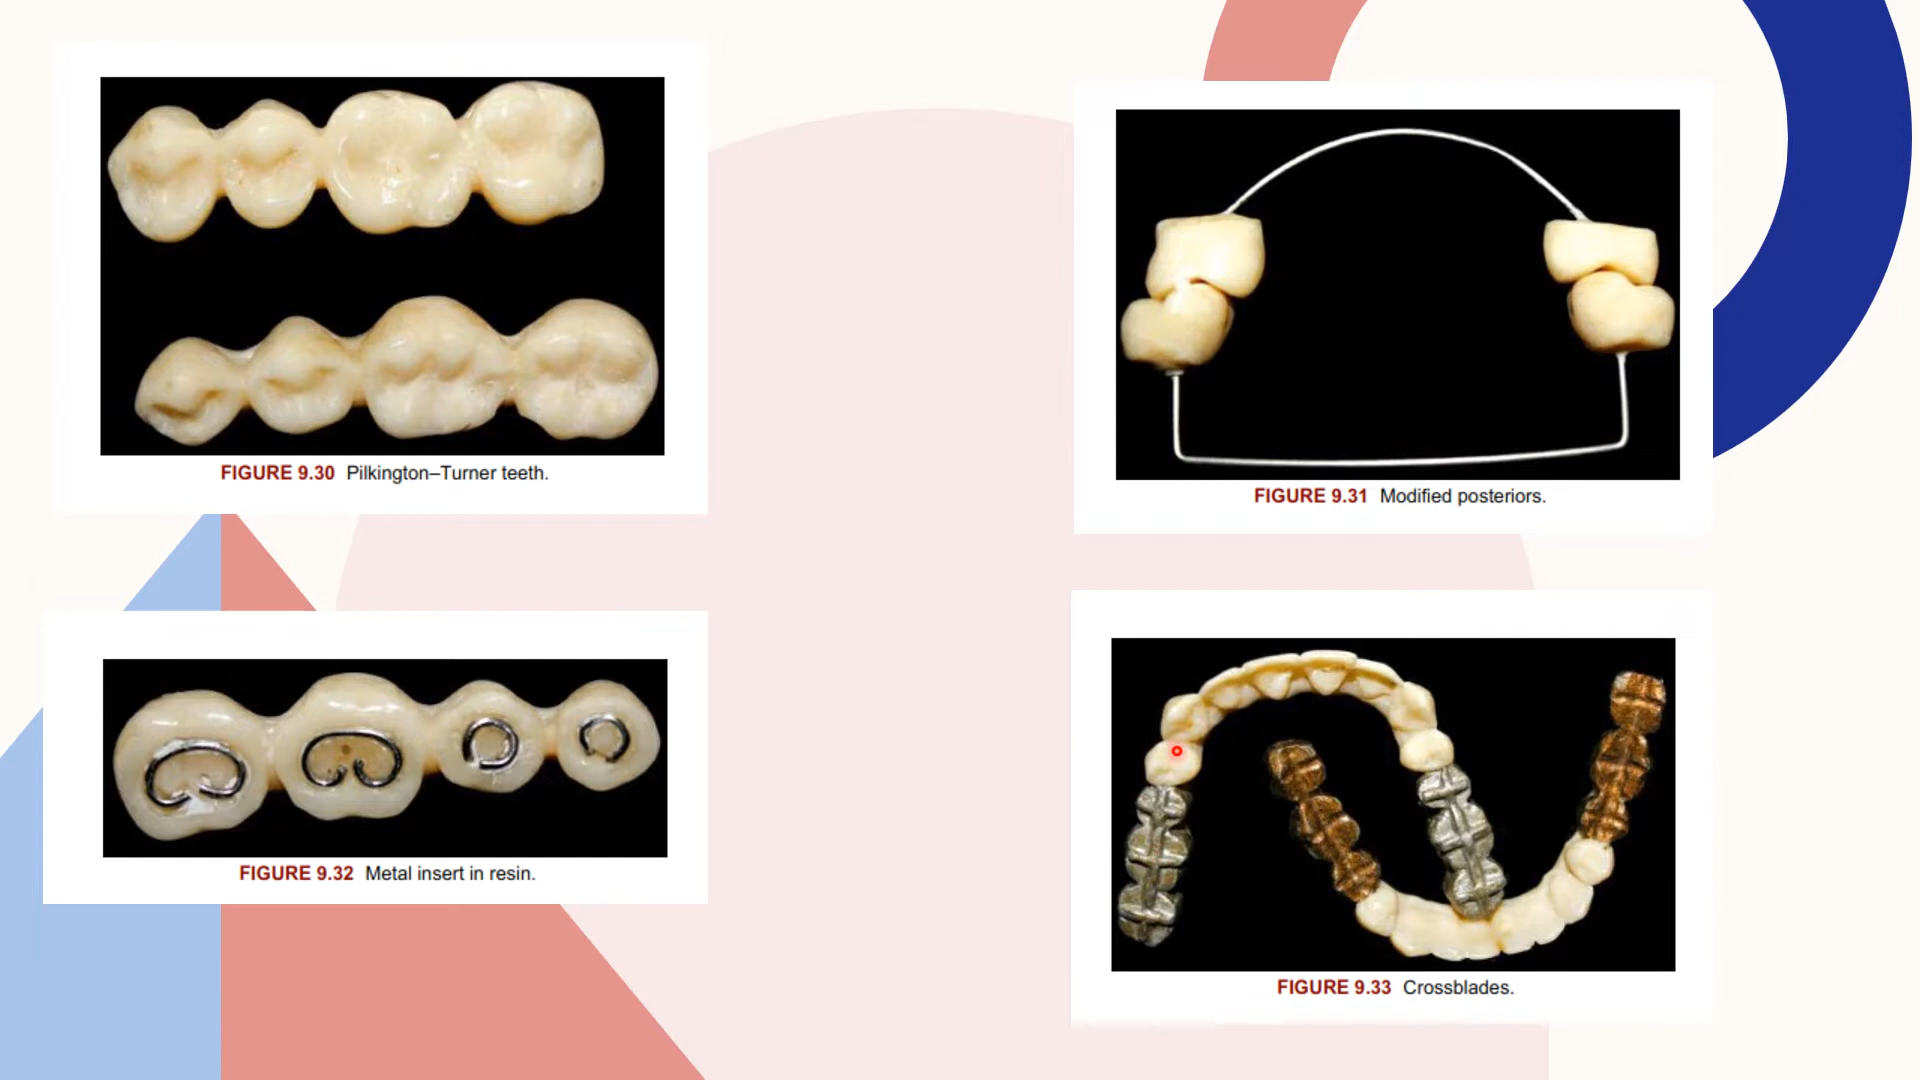 FIGURE 9.30 Pilkington–Turner teeth.
FIGURE 9.31 Modified posteriors.
FIGURE 9.32 Metal insert in resin.
FIGURE 9.33 Crossblades.